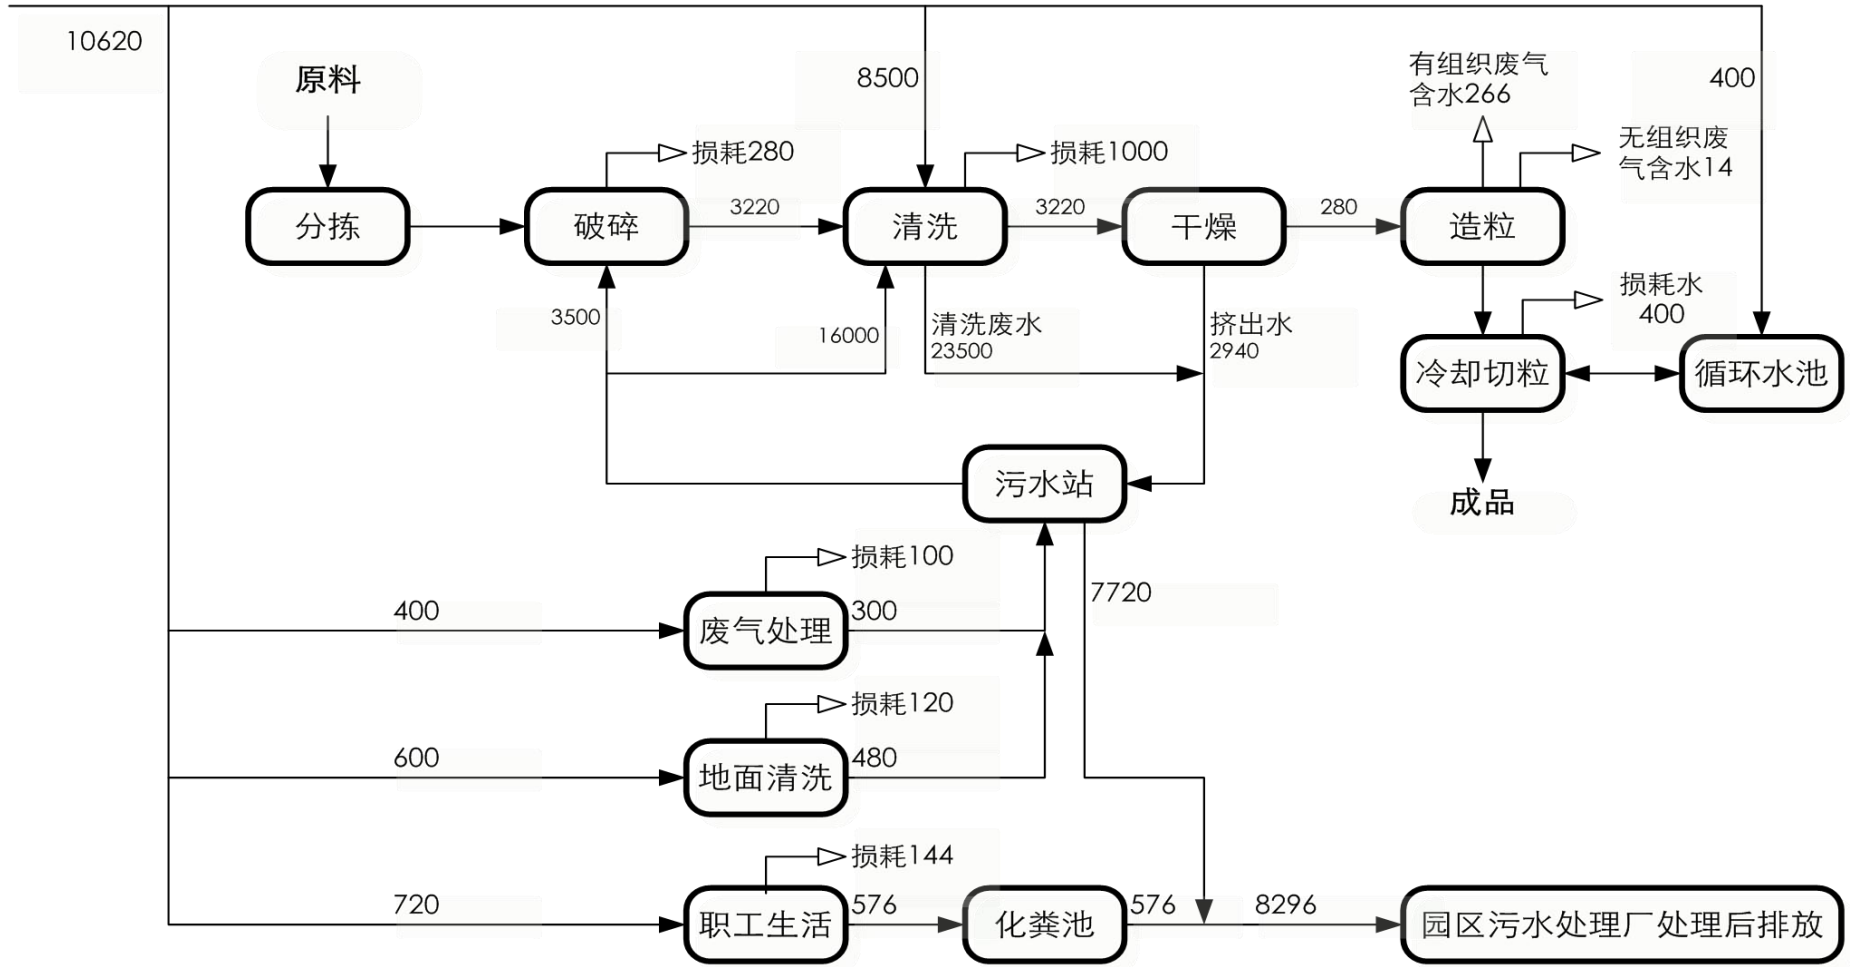 10620
原料
8500
有组织废气
含水266
400
损耗280
损耗1000
无组织废
气含水14
分拣
破碎
3220
清洗
3220
干燥
280
造粒
3500
16000
清洗废水
23500
挤出水
2940
损耗水
400
冷却切粒
循环水池
污水站
成品
损耗100
400
废气处理
300
7720
损耗120
600
地面清洗
480
损耗144
720
职工生活
576
化粪池
576
8296
园区污水处理厂处理后排放